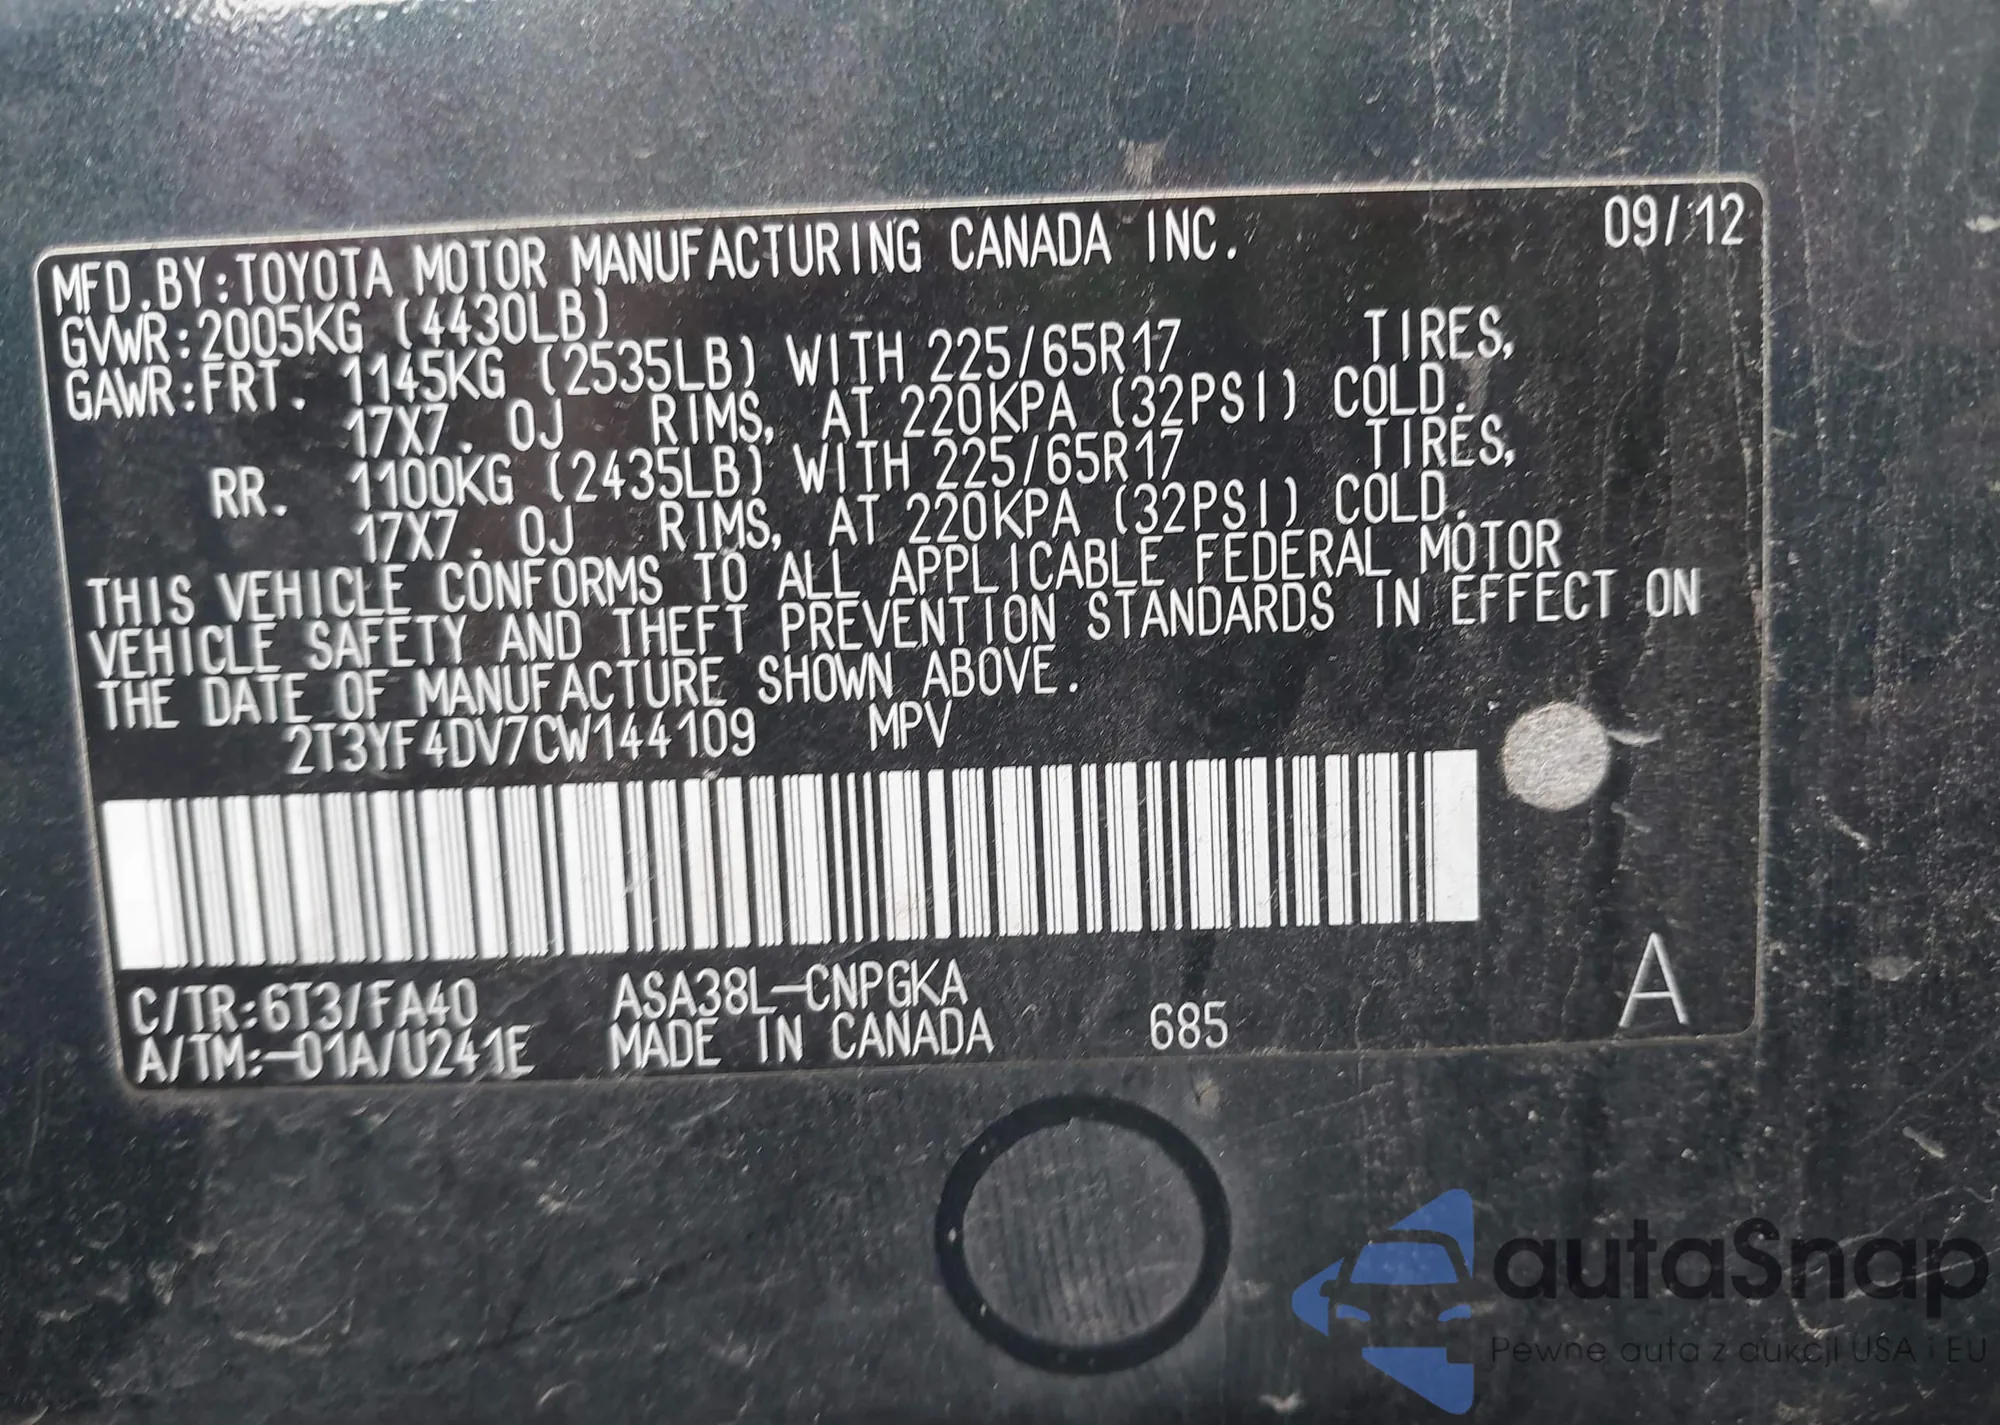 MFD.BY:TOYOTA MOTOR MANUFACTURING CANADA INC. 09/12
GVWR:2005KG (4430LB)
GAWR:FRT. 1145KG (2535LB) WITH 225/65R17 TIRES,
17X7.0J RIMS, AT 220KPA (32PSI) COLD.
RR. 1100KG (2435LB) WITH 225/65R17 TIRES,
17X7.0J RIMS, AT 220KPA (32PSI) COLD.
THIS VEHICLE CONFORMS TO ALL APPLICABLE FEDERAL MOTOR
VEHICLE SAFETY AND THEFT PREVENTION STANDARDS IN EFFECT ON
THE DATE OF MANUFACTURE SHOWN ABOVE.
2T3YF4DV7CW144109 MPV
C/TR:6T3/FA40 ASA38L-CNPGKA
A/TM:-01A/U241E MADE IN CANADA 685 A
autaSnap
Pewne auta z aukcji USA i EU